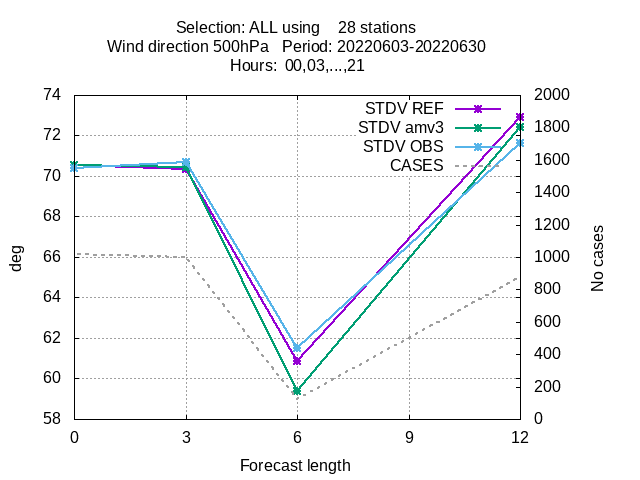 Selection: ALL using    28 stations
Wind direction 500hPa   Period: 20220603-20220630
Hours:  00,03,...,21
STDV REF
STDV amv3
STDV OBS
CASES
74
72
70
68
66
64
62
60
58
2000
1800
1600
1400
1200
1000
800
600
400
200
0
deg
No cases
0 3 6 9 12
Forecast length